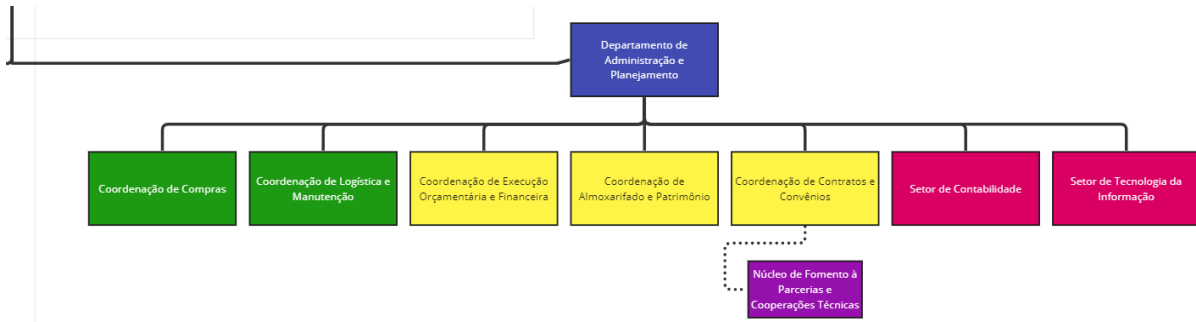 Departamento de
Administração e
Planejamento
Coordenação de Compras
Coordenação de Logística e
Manutenção
Coordenação de Execução
Orçamentária e Financeira
Coordenação de
Almoxarifado e Patrimônio
Coordenação de Contratos e
Convênios
Setor de Contabilidade
Setor de Tecnologia da
Informação
Núcleo de Fomento à
Parcerias e
Cooperações Técnicas